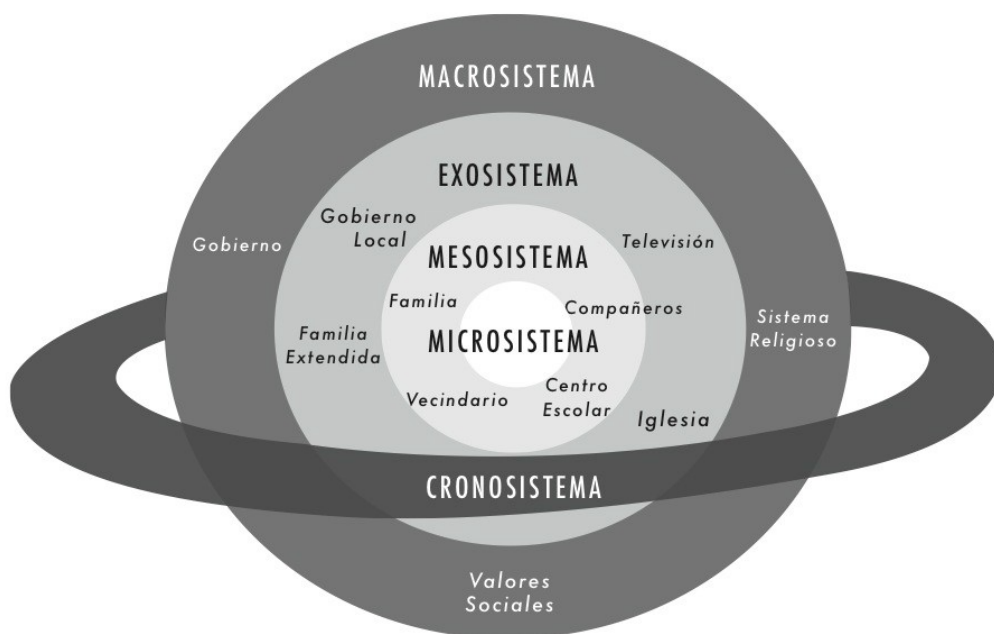 MACROSISTEMA
EXOSISTEMA
Gobierno
Local
Gobierno
Televisión
MESOSISTEMA
Familia
Compañeros
Sistema
Religioso
Familia
Extendida
MICROSISTEMA
Vecindario
Centro
Escolar
Iglesia
CRONOSISTEMA
Valores
Sociales